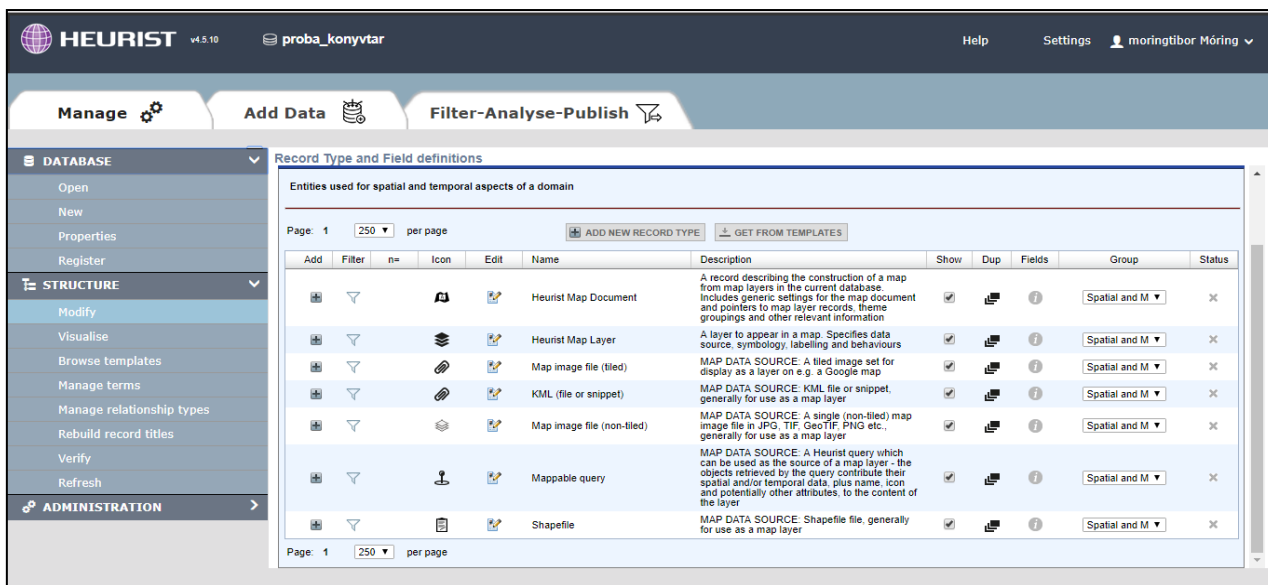 HEURIST v4.5.10 proba_konyvtar Help Settings moringtibor Móring
Manage Add Data Filter-Analyse-Publish
DATABASE
Open
New
Properties
Register
STRUCTURE
Modify
Visualise
Browse templates
Manage terms
Manage relationship types
Rebuild record titles
Verify
Refresh
ADMINISTRATION
Record Type and Field definitions
Entities used for spatial and temporal aspects of a domain
Page: 1 250 per page ADD NEW RECORD TYPE GET FROM TEMPLATES
Add Filter n= Icon Edit Name Description Show Dup Fields Group Status
Heurist Map Document
A record describing the construction of a map
from map layers in the current database.
Includes generic settings for the map document
and pointers to map layer records, theme
groupings and other relevant information
Spatial and M
Heurist Map Layer
A layer to appear in a map. Specifies data
source, symbology, labelling and behaviours
Spatial and M
Map image file (tiled)
MAP DATA SOURCE: A tiled image set for
display as a layer on e.g. a Google map
Spatial and M
KML (file or snippet)
MAP DATA SOURCE: KML file or snippet,
generally for use as a map layer
Spatial and M
Map image file (non-tiled)
MAP DATA SOURCE: A single (non-tiled) map
image file in JPG, TIF, GeoTIF, PNG etc.,
generally for use as a map layer
Spatial and M
Mappable query
MAP DATA SOURCE: A Heurist query which
can be used as the source of a map layer - the
objects retrieved by the query contribute their
spatial and/or temporal data, plus name, icon
and potentially other attributes, to the content of
the layer
Spatial and M
Shapefile
MAP DATA SOURCE: Shapefile file, generally
for use as a map layer
Spatial and M
Page: 1 250 per page